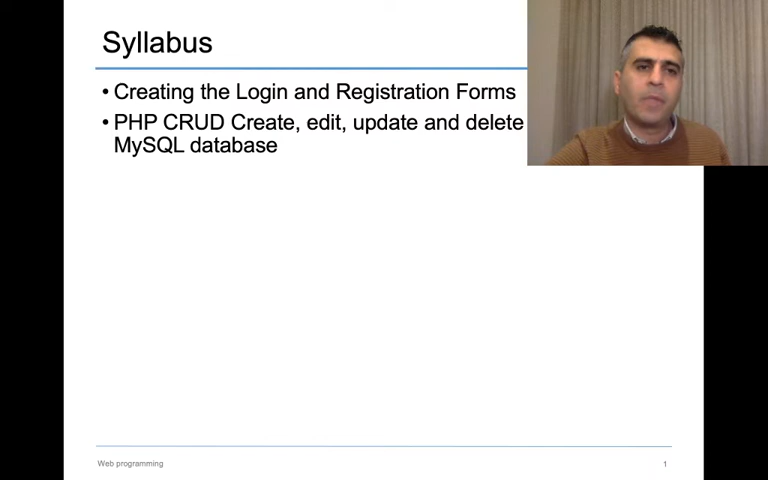 Syllabus
• Creating the Login and Registration Forms
• PHP CRUD Create, edit, update and delete
MySQL database
Web programming
1